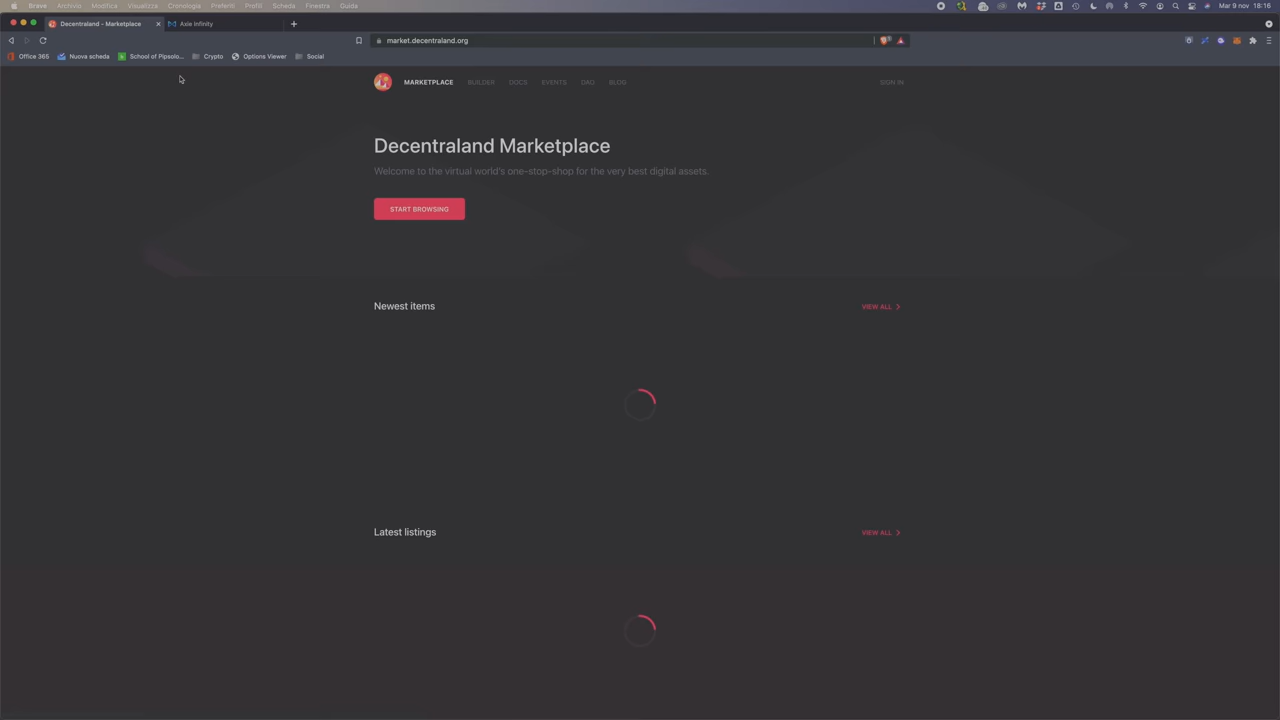 Brave Archivio Modifica Visualizza Cronologia Preferiti Profili Scheda Finestra Guida
Mar 9 nov 18:16
Decentraland - Marketplace
Axie Infinity
market.decentraland.org
Office 365
Nuova scheda
School of Pipsolo...
Crypto
Options Viewer
Social
MARKETPLACE BUILDER DOCS EVENTS DAO BLOG
SIGN IN
Decentraland Marketplace
Welcome to the virtual world's one-stop-shop for the very best digital assets.
START BROWSING
Newest items
VIEW ALL
Latest listings
VIEW ALL